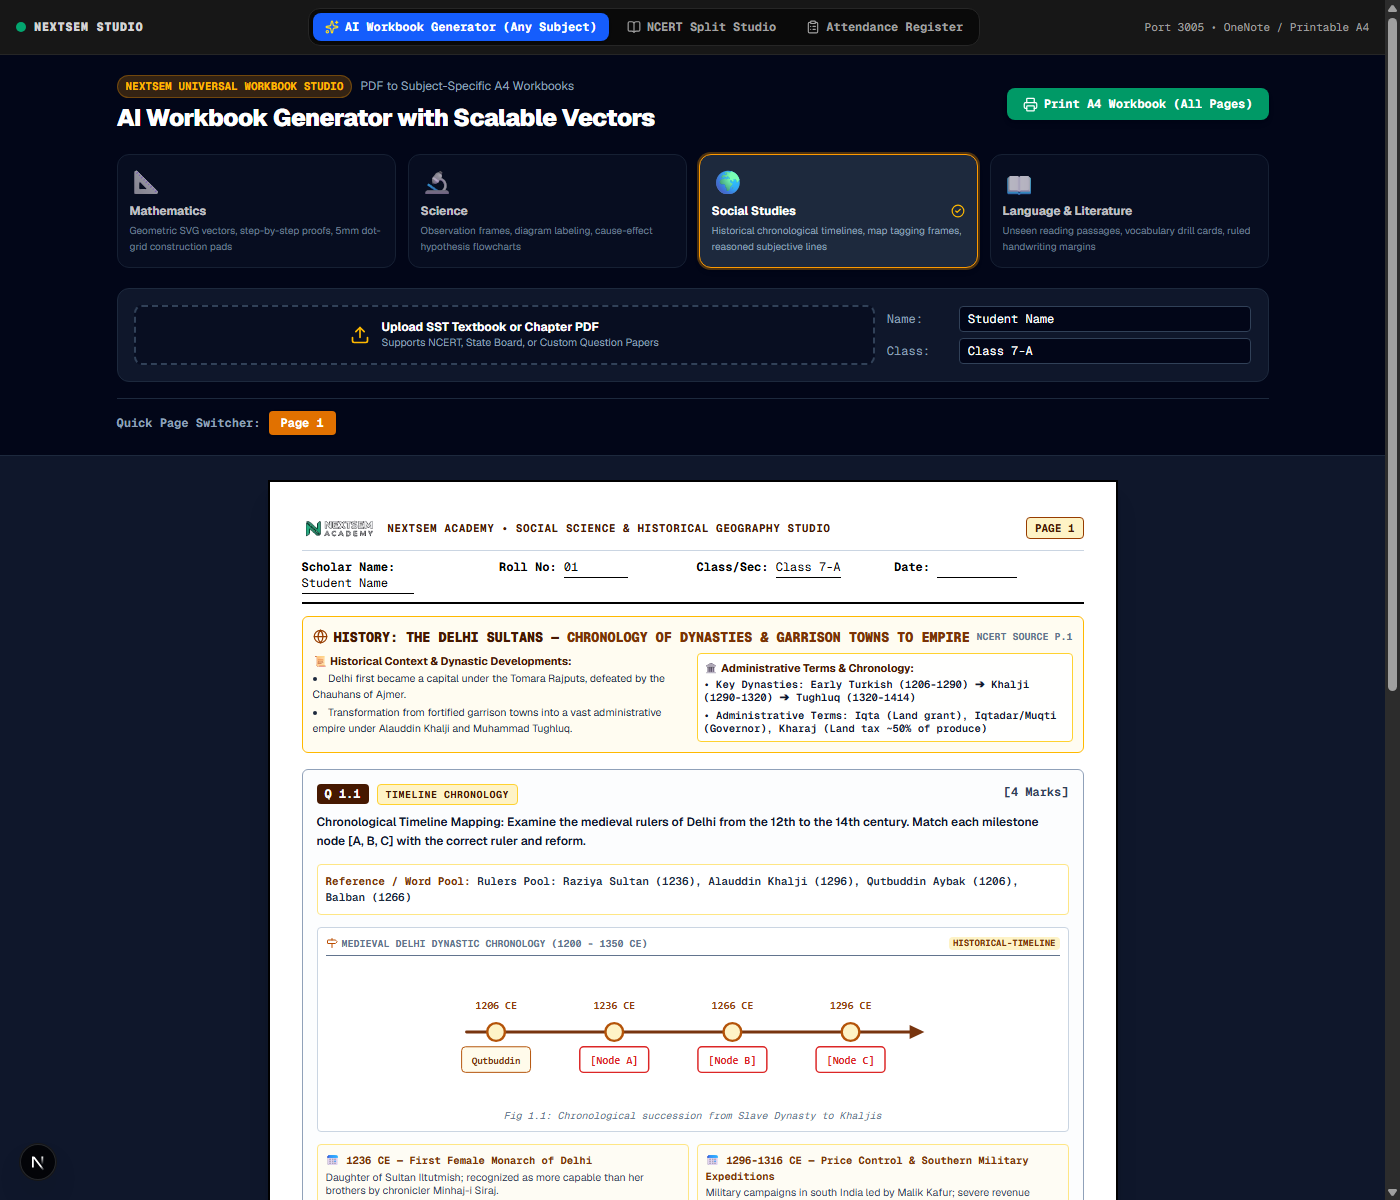 NEXTSEM STUDIO
AI Workbook Generator (Any Subject)
NCERT Split Studio
Attendance Register
Port 3005 • OneNote / Printable A4
NEXTSEM UNIVERSAL WORKBOOK STUDIO
PDF to Subject-Specific A4 Workbooks
AI Workbook Generator with Scalable Vectors
Print A4 Workbook (All Pages)
Mathematics
Geometric SVG vectors, step-by-step proofs, 5mm dot-
grid construction pads
Science
Observation frames, diagram labeling, cause-effect
hypothesis flowcharts
Social Studies
Historical chronological timelines, map tagging frames,
reasoned subjective lines
Language & Literature
Unseen reading passages, vocabulary drill cards, ruled
handwriting margins
Upload SST Textbook or Chapter PDF
Supports NCERT, State Board, or Custom Question Papers
Name:
Student Name
Class:
Class 7-A
Quick Page Switcher:
Page 1
NEXTSEM
ACADEMY
NEXTSEM ACADEMY • SOCIAL SCIENCE & HISTORICAL GEOGRAPHY STUDIO
PAGE 1
Scholar Name:
Student Name
Roll No: 01
Class/Sec: Class 7-A
Date:
HISTORY: THE DELHI SULTANS — CHRONOLOGY OF DYNASTIES & GARRISON TOWNS TO EMPIRE
NCERT SOURCE P.1
Historical Context & Dynastic Developments:
• Delhi first became a capital under the Tomara Rajputs, defeated by the
Chauhans of Ajmer.
• Transformation from fortified garrison towns into a vast administrative
empire under Alauddin Khalji and Muhammad Tughluq.
Administrative Terms & Chronology:
• Key Dynasties: Early Turkish (1206-1290) ➔ Khalji
(1290-1320) ➔ Tughluq (1320-1414)
• Administrative Terms: Iqta (Land grant), Iqtadar/Muqti
(Governor), Kharaj (Land tax ~50% of produce)
Q 1.1
TIMELINE CHRONOLOGY
[4 Marks]
Chronological Timeline Mapping: Examine the medieval rulers of Delhi from the 12th to the 14th century. Match each milestone
node [A, B, C] with the correct ruler and reform.
Reference / Word Pool: Rulers Pool: Raziya Sultan (1236), Alauddin Khalji (1296), Qutbuddin Aybak (1206),
Balban (1266)
MEDIEVAL DELHI DYNASTIC CHRONOLOGY (1200 - 1350 CE)
HISTORICAL-TIMELINE
1206 CE
1236 CE
1266 CE
1296 CE
Qutbuddin
[Node A]
[Node B]
[Node C]
Fig 1.1: Chronological succession from Slave Dynasty to Khaljis
1236 CE — First Female Monarch of Delhi
Daughter of Sultan Iltutmish; recognized as more capable than her
brothers by chronicler Minhaj-i Siraj.
1296-1316 CE — Price Control & Southern Military
Expeditions
Military campaigns in south India led by Malik Kafur; severe revenue
N